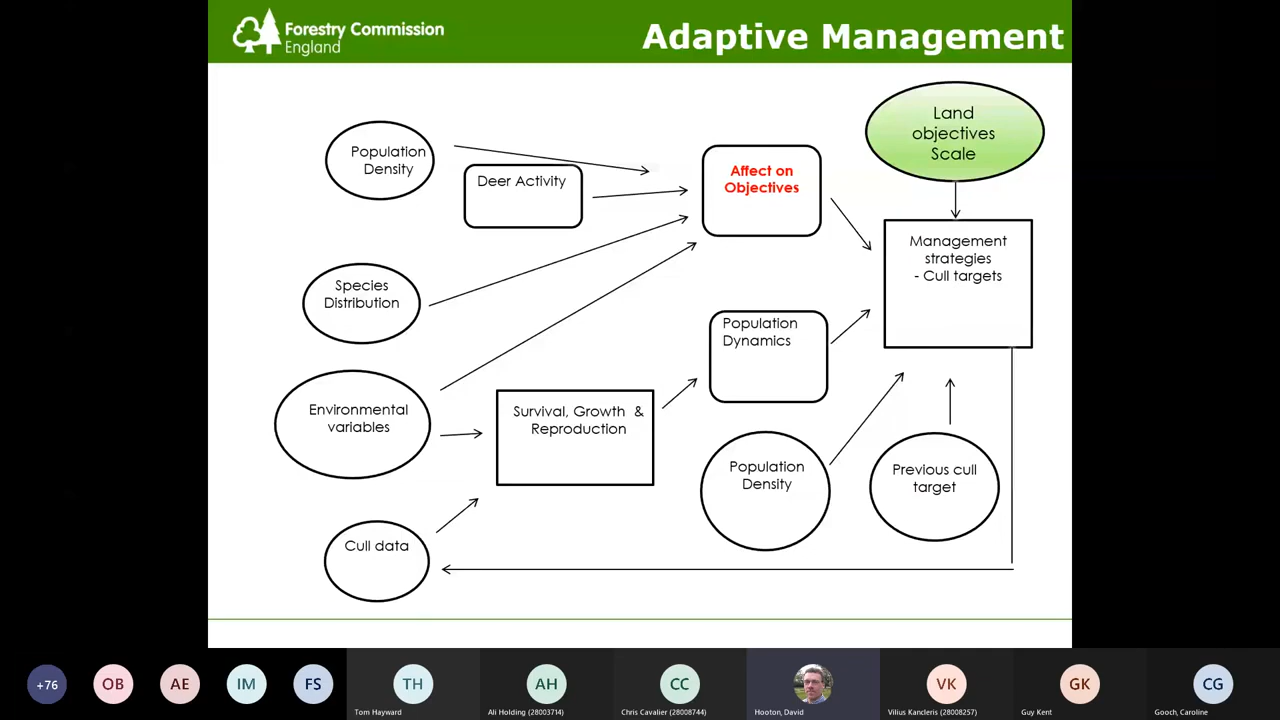 Forestry Commission
England
Adaptive Management
Land
objectives
Scale
Population
Density
Deer Activity
Affect on
Objectives
Management
strategies
- Cull targets
Species
Distribution
Population
Dynamics
Environmental
variables
Survival, Growth &
Reproduction
Population
Density
Previous cull
target
Cull data
+76
OB
AE
IM
FS
TH
AH
CC
VK
GK
CG
Tom Hayward
Ali Holding (28003714)
Chris Cavalier (28008744)
Hooton, David
Vilius Kancleris (28008257)
Guy Kent
Gooch, Caroline